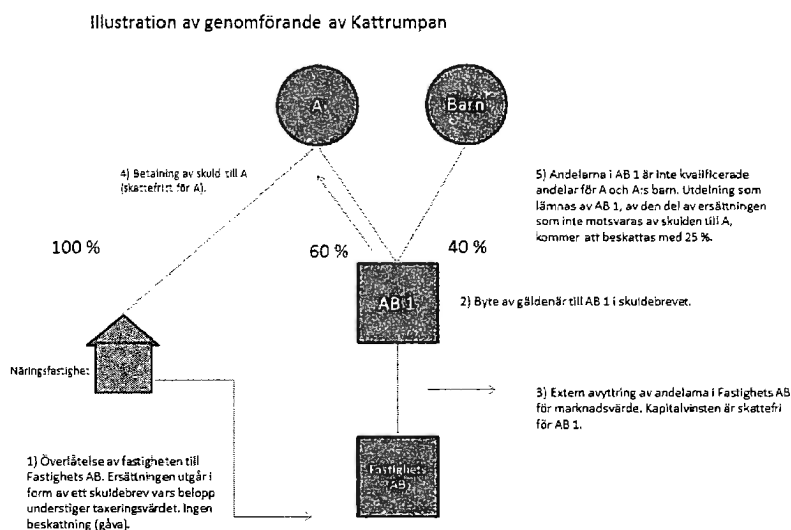 Illustration av genomförande av Kattrumpan
A
Barn
4) Betalning av skuld till A
(skattefritt för A).
5) Andelarna i AB 1 är inte kvalificerade
andelar för A och A:s barn. Utdelning som
lämnas av AB 1, av den del av ersättningen
som inte motsvaras av skulden till A,
kommer att beskattas med 25 %.
100 %
60 %
40 %
AB 1
2) Byte av gäldenär till AB 1 i skuldebrevet.
Näringsfastighet
3) Extern avyttring av andelarna i Fastighets AB
för marknadsvärde. Kapitalvinsten är skattefri
för AB 1.
1) Överlåtelse av fastigheten till
Fastighets AB. Ersättningen utgår i
form av ett skuldebrev vars belopp
understiger taxeringsvärdet. Ingen
beskattning (gåva).
Fastighets
AB